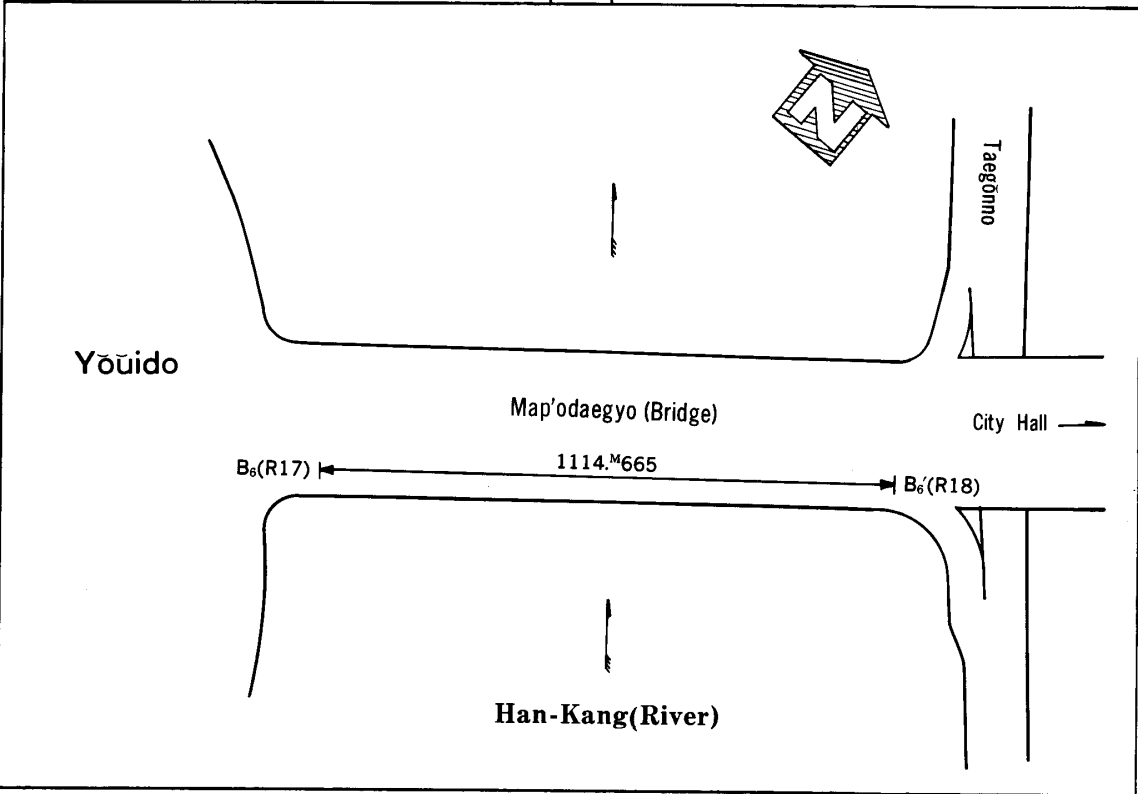 N
Taegŏnno
Yŏŭido
Map'odaegyo (Bridge)
City Hall
B₆(R17)
1114.ᴹ665
B₆′(R18)
Han-Kang(River)